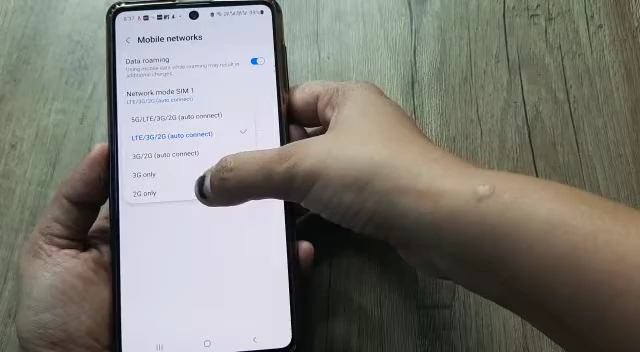 Mobile networks
Data roaming
Using mobile data while roaming may result in
additional charges.
Network mode SIM 1
LTE/3G/2G (auto connect)
5G/LTE/3G/2G (auto connect)
LTE/3G/2G (auto connect)
3G/2G (auto connect)
3G only
2G only